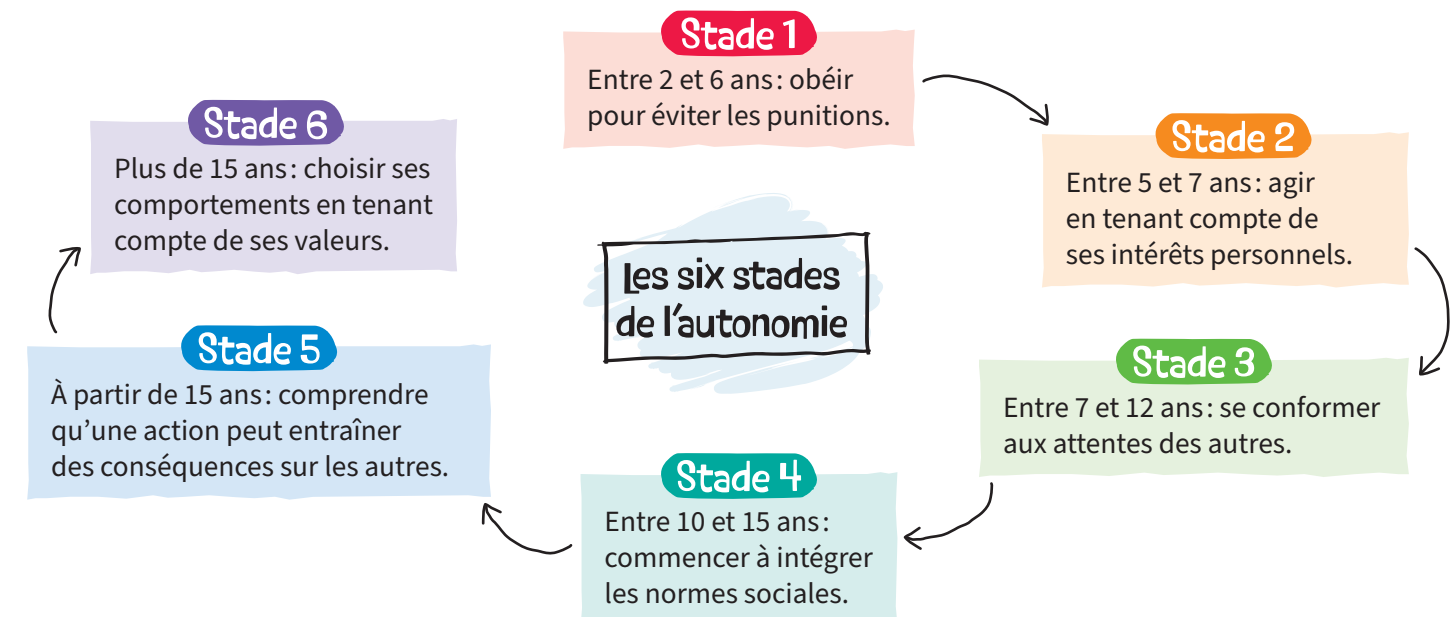 Les six stades
de l'autonomie
Stade 1
Entre 2 et 6 ans : obéir
pour éviter les punitions.
Stade 2
Entre 5 et 7 ans : agir
en tenant compte de
ses intérêts personnels.
Stade 3
Entre 7 et 12 ans : se conformer
aux attentes des autres.
Stade 4
Entre 10 et 15 ans :
commencer à intégrer
les normes sociales.
Stade 5
À partir de 15 ans : comprendre
qu'une action peut entraîner
des conséquences sur les autres.
Stade 6
Plus de 15 ans : choisir ses
comportements en tenant
compte de ses valeurs.